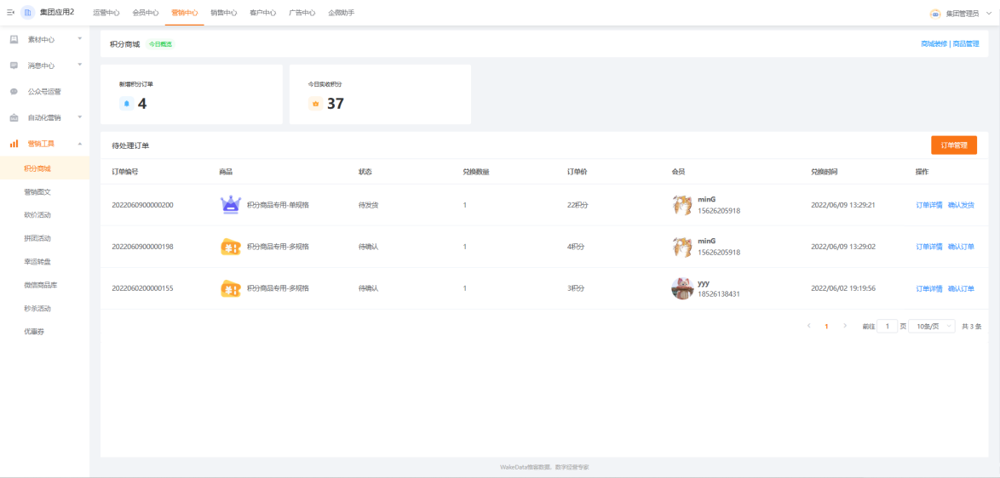 集团应用2 运营中心 会员中心 营销中心 销售中心 客户中心 广告中心 企微助手 集团管理员
素材中心
消息中心
公众号运营
自动化营销
营销工具
积分商城
营销图文
砍价活动
拼团活动
幸运转盘
微信商品库
秒杀活动
优惠券
积分商城 今日概览 商城装修 | 商品管理
新增积分订单 今日实收积分
4 37
待处理订单 订单管理
订单编号 商品 状态 兑换数量 订单价 会员 兑换时间 操作
2022060900000200 积分商品专用-单规格 待发货 1 22积分 minG 15626205918 2022/06/09 13:29:21 订单详情 确认发货
2022060900000198 积分商品专用-多规格 待确认 1 4积分 minG 15626205918 2022/06/09 13:29:02 订单详情 确认订单
2022060200000155 积分商品专用-多规格 待确认 1 3积分 yyy 18526138431 2022/06/02 19:19:56 订单详情 确认订单
1 前往 1 页 10条/页 共 3 条
WakeData惟客数据，数字经营专家